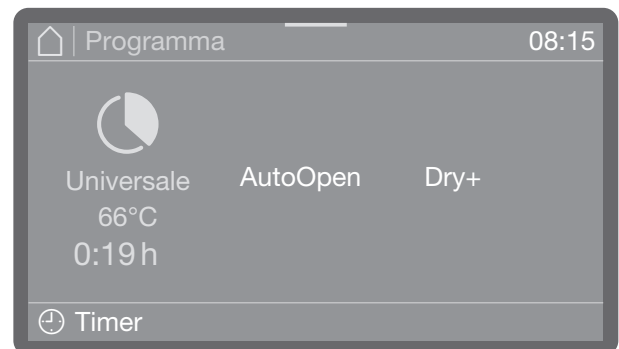 Programma 08:15
Universale AutoOpen Dry+
66°C
0:19 h
Timer